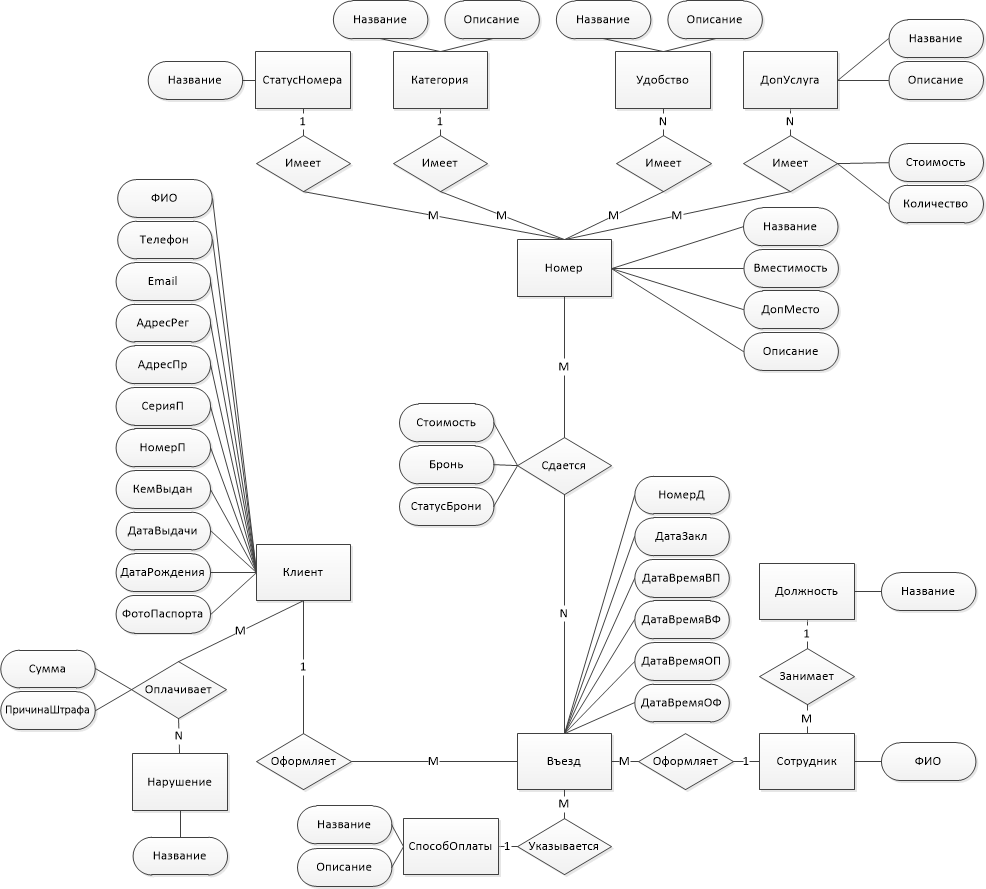 Название
Описание
Название
Описание
Название
Описание
Название
СтатусНомера
Категория
Удобство
ДопУслуга
1
1
N
N
Имеет
Имеет
Имеет
Имеет
Стоимость
Количество
M
M
M
M
ФИО
Телефон
Email
АдресРег
АдресПр
СерияП
НомерП
КемВыдан
ДатаВыдачи
ДатаРождения
ФотоПаспорта
Номер
Название
Вместимость
ДопМесто
Описание
M
Стоимость
Бронь
СтатусБрони
Сдается
НомерД
ДатаЗакл
ДатаВремяВП
ДатаВремяВФ
ДатаВремяОП
ДатаВремяОФ
Клиент
N
Должность
Название
1
Занимает
M
M
1
Сумма
ПричинаШтрафа
Оплачивает
N
Нарушение
Название
Оформляет
M
Въезд
M
Оформляет
1
Сотрудник
ФИО
M
Название
Описание
СпособОплаты
1
Указывается